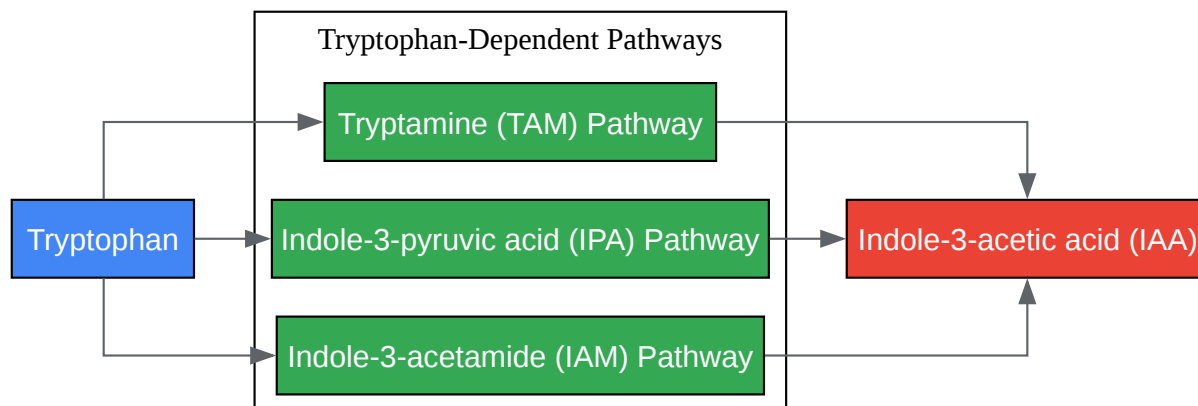 Tryptophan-Dependent Pathways
Tryptamine (TAM) Pathway
Tryptophan
Indole-3-pyruvic acid (IPA) Pathway
Indole-3-acetic acid (IAA)
Indole-3-acetamide (IAM) Pathway